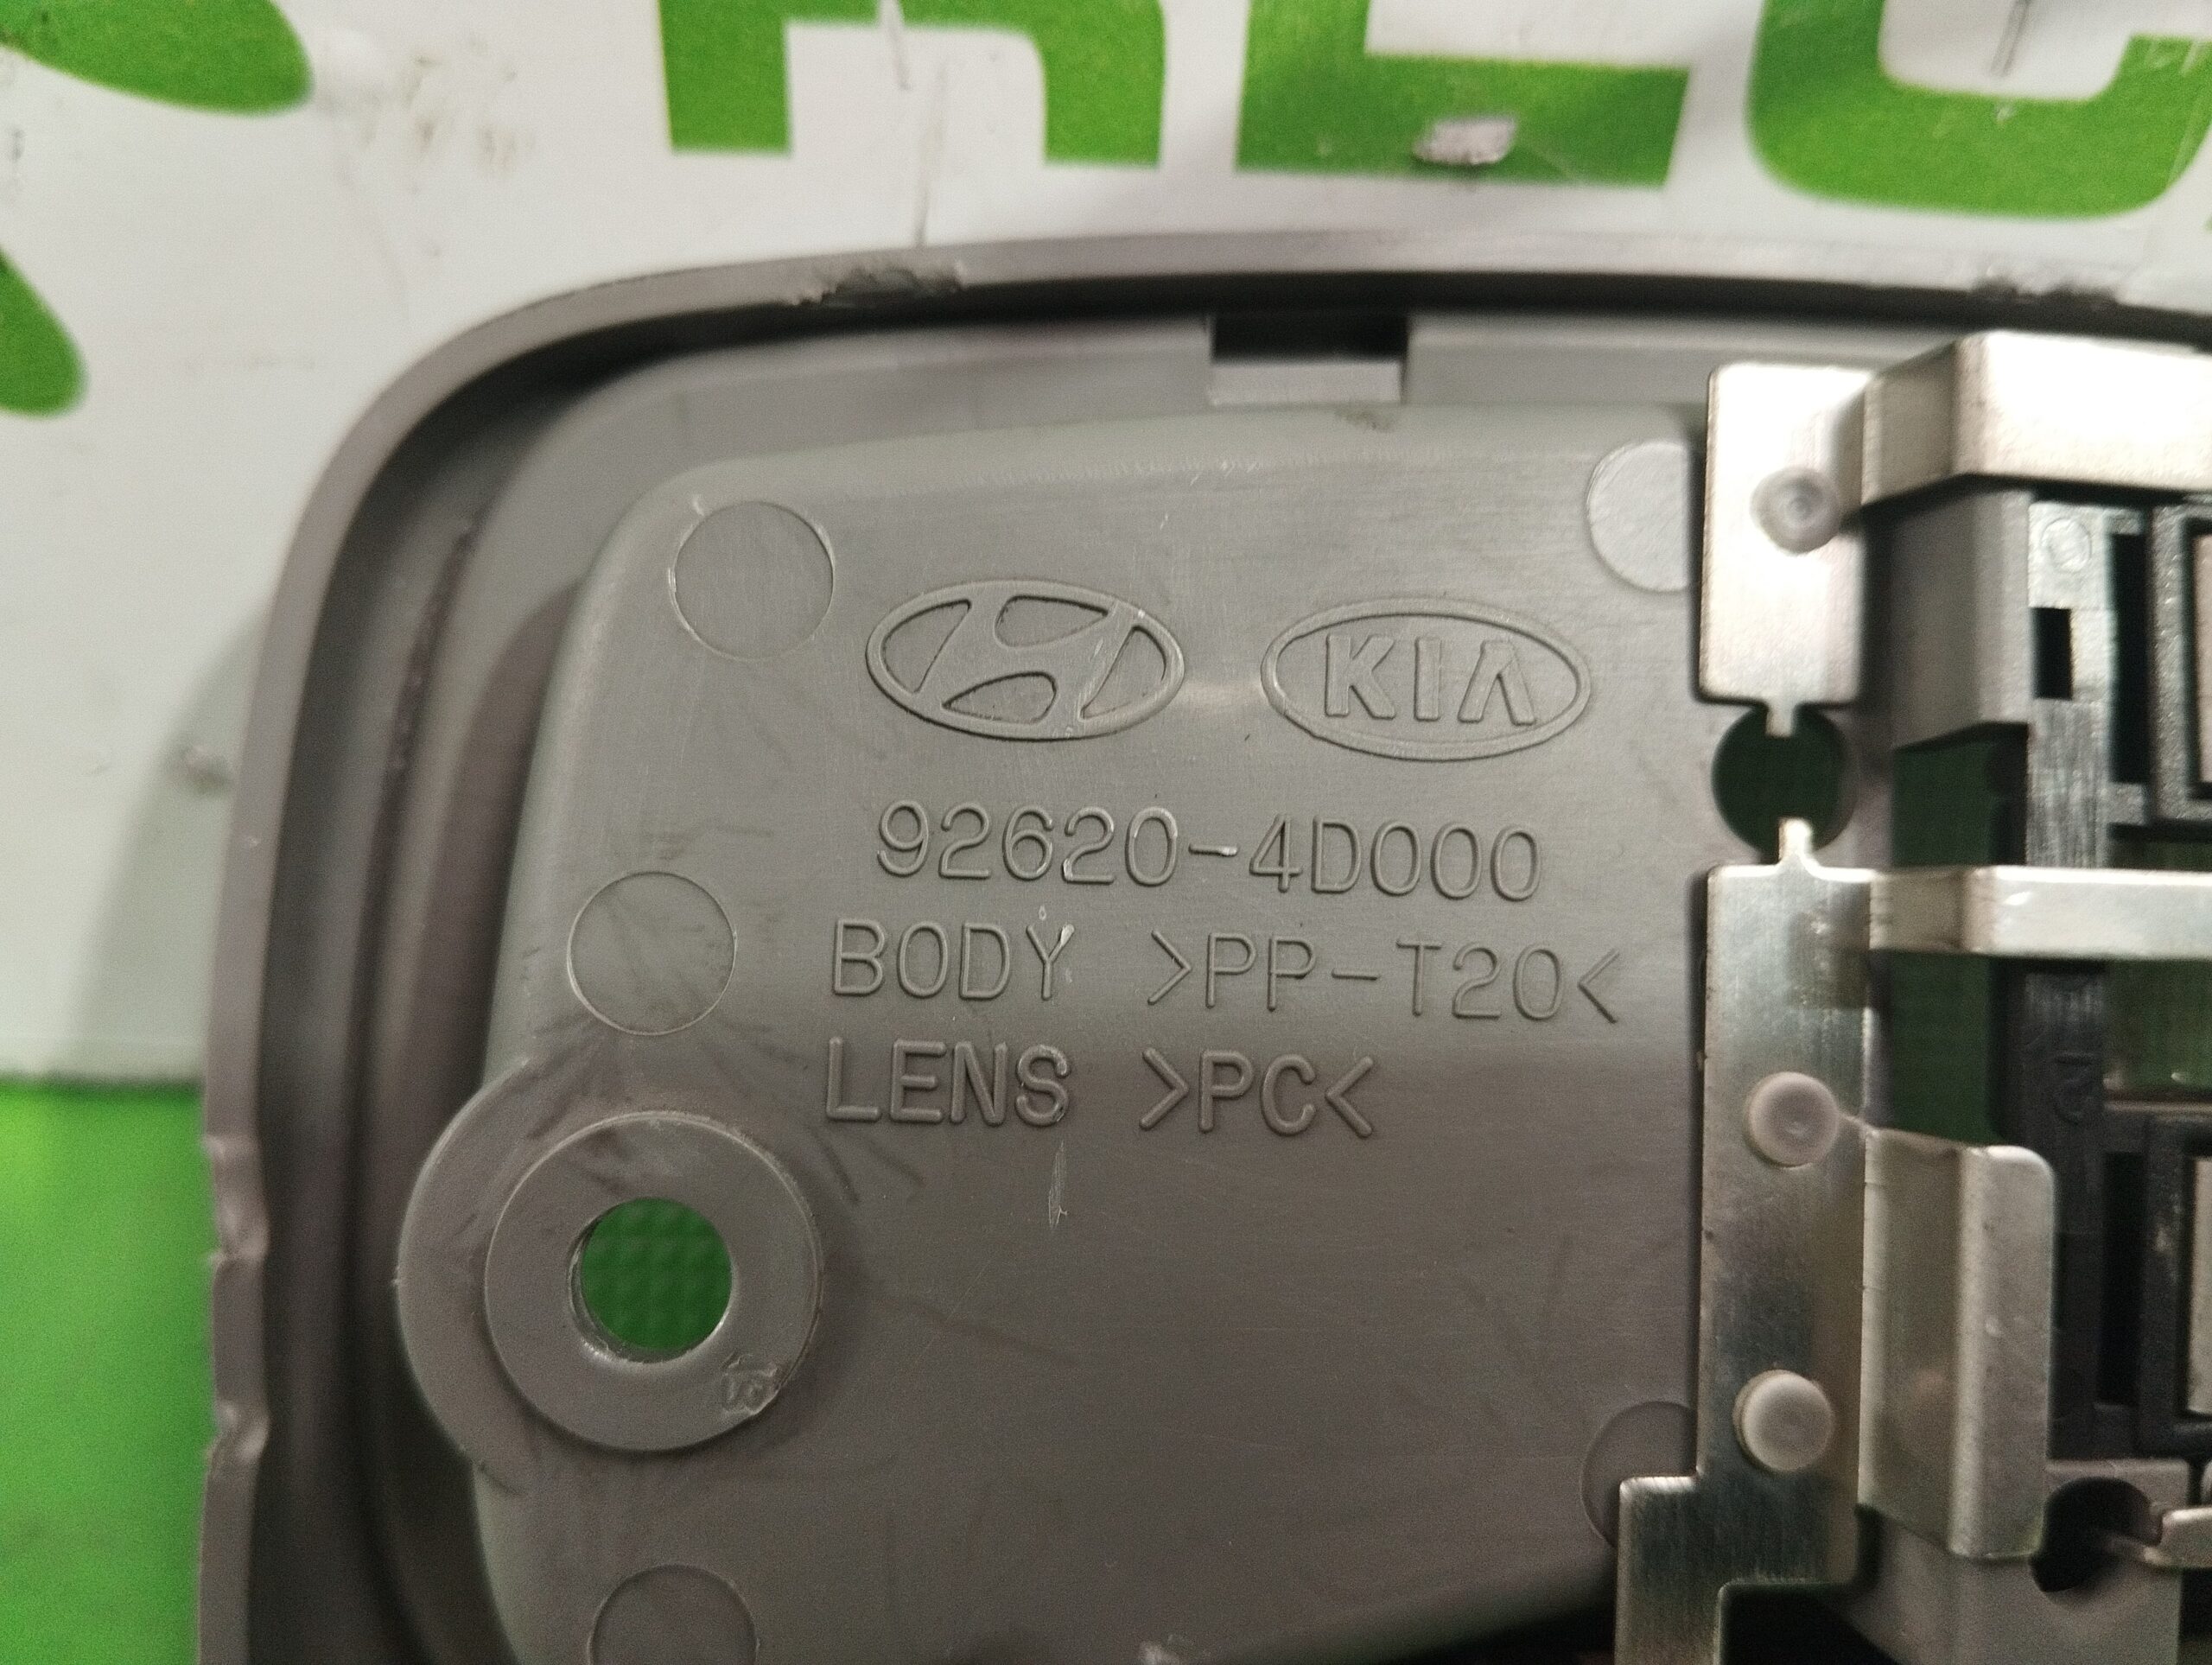 KIA
92620-4D000
BODY >PP-T20<
LENS >PC<